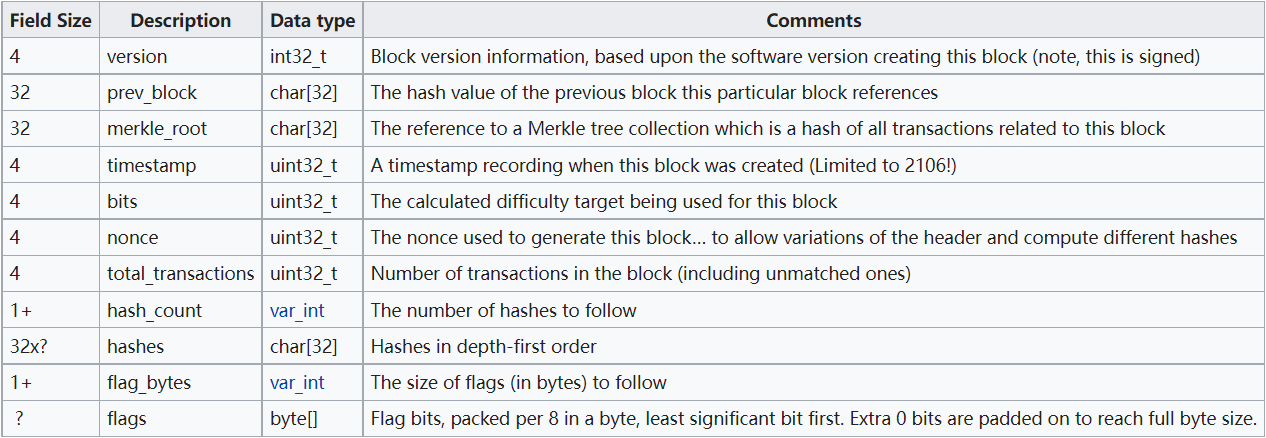 Field Size Description Data type Comments
4 version int32_t Block version information, based upon the software version creating this block (note, this is signed)
32 prev_block char[32] The hash value of the previous block this particular block references
32 merkle_root char[32] The reference to a Merkle tree collection which is a hash of all transactions related to this block
4 timestamp uint32_t A timestamp recording when this block was created (Limited to 2106!)
4 bits uint32_t The calculated difficulty target being used for this block
4 nonce uint32_t The nonce used to generate this block... to allow variations of the header and compute different hashes
4 total_transactions uint32_t Number of transactions in the block (including unmatched ones)
1+ hash_count var_int The number of hashes to follow
32x? hashes char[32] Hashes in depth-first order
1+ flag_bytes var_int The size of flags (in bytes) to follow
? flags byte[] Flag bits, packed per 8 in a byte, least significant bit first. Extra 0 bits are padded on to reach full byte size.